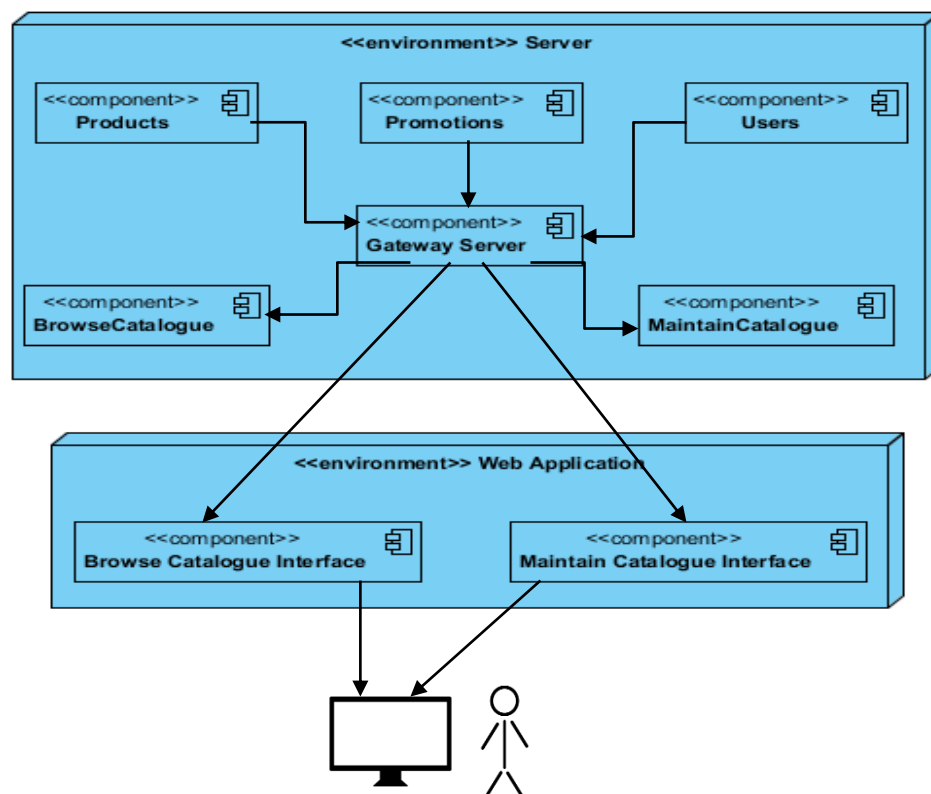 <<environment>> Server
<<component>>
Products
<<component>>
Promotions
<<component>>
Users
<<component>>
Gateway Server
<<component>>
BrowseCatalogue
<<component>>
MaintainCatalogue
<<environment>> Web Application
<<component>>
Browse Catalogue Interface
<<component>>
Maintain Catalogue Interface